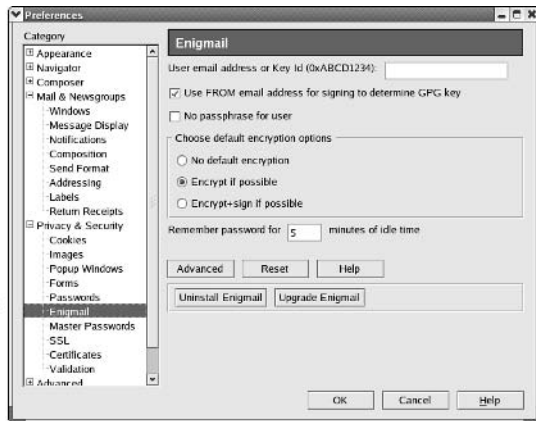 Preferences
Category
Appearance
Navigator
Composer
Mail & Newsgroups
Windows
Message Display
Notifications
Composition
Send Format
Addressing
Labels
Return Receipts
Privacy & Security
Cookies
Images
Popup Windows
Forms
Passwords
Enigmail
Master Passwords
SSL
Certificates
Validation
Advanced
Enigmail
User email address or Key Id (0xABCD1234):
Use FROM email address for signing to determine GPG key
No passphrase for user
Choose default encryption options
No default encryption
Encrypt if possible
Encrypt+sign if possible
Remember password for 5 minutes of idle time
Advanced Reset Help
Uninstall Enigmail Upgrade Enigmail
OK Cancel Help